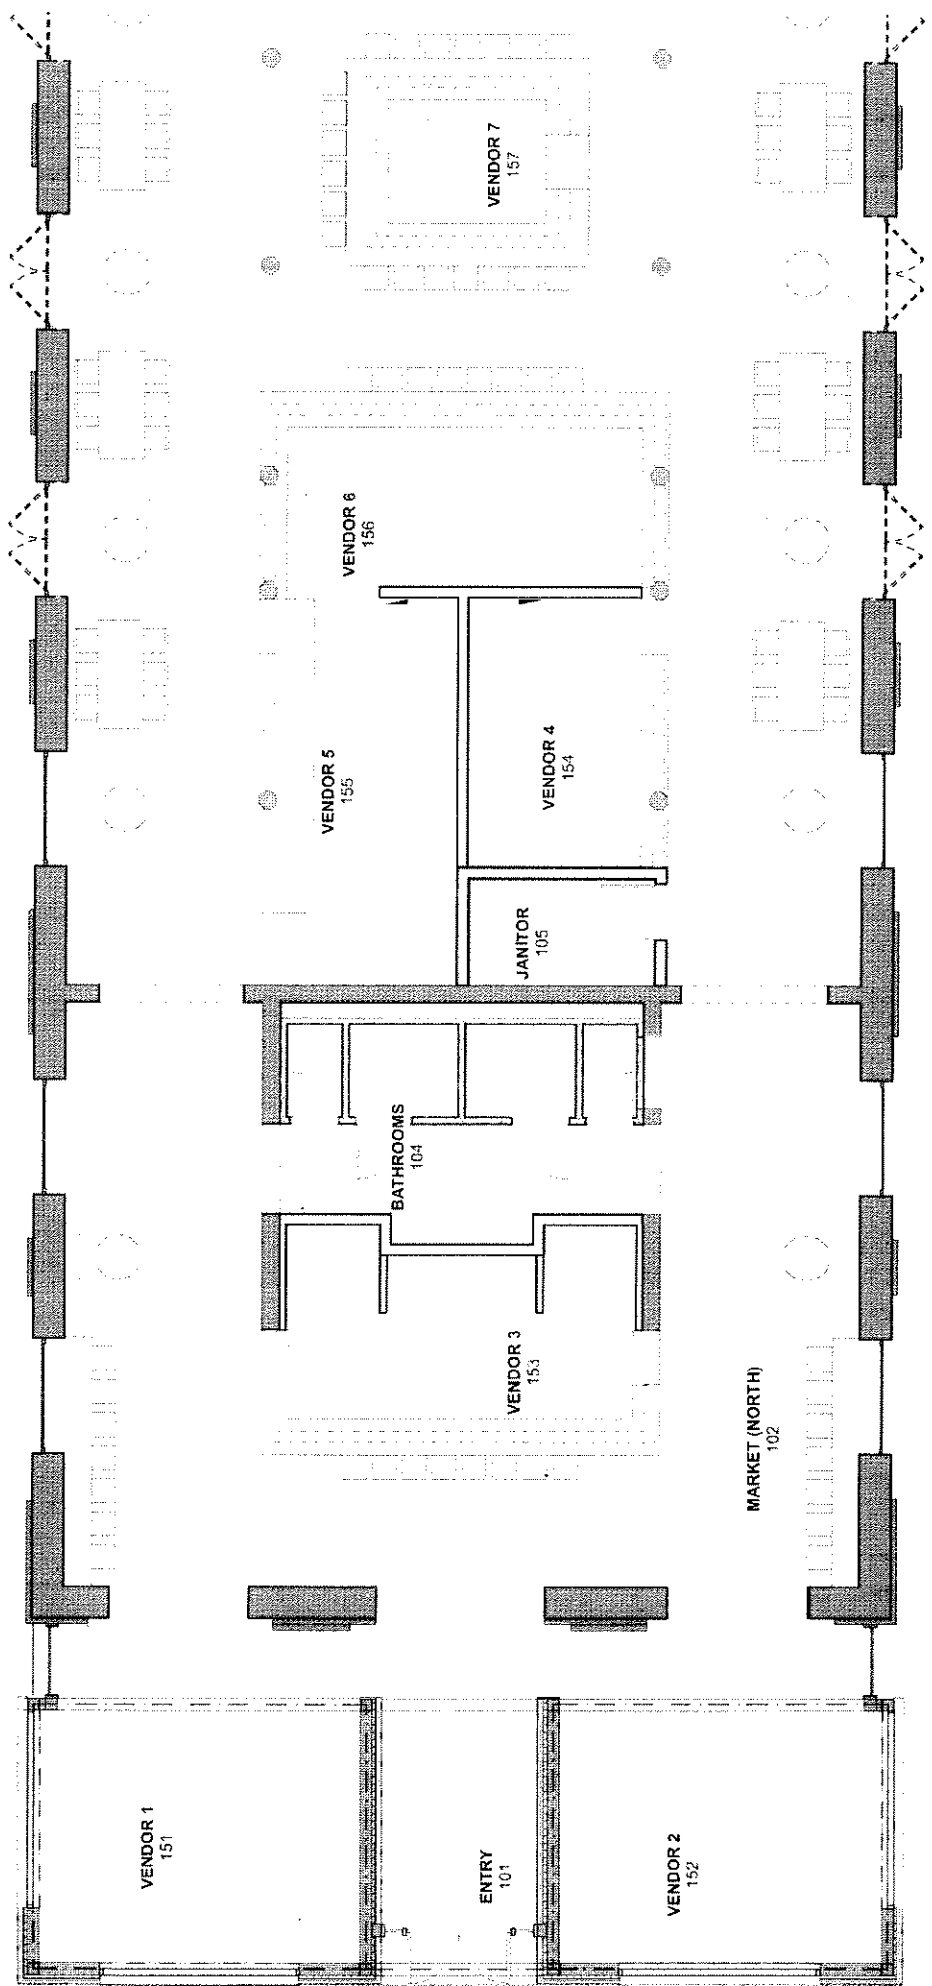 VENDOR 7
157
VENDOR 6
156
VENDOR 5
155
VENDOR 4
154
JANITOR
105
BATHROOMS
104
VENDOR 3
153
MARKET (NORTH)
102
VENDOR 1
151
ENTRY
101
VENDOR 2
152